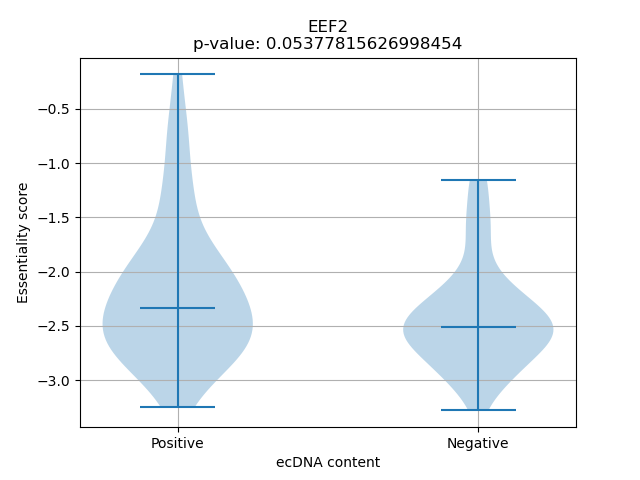 EEF2
p-value: 0.05377815626998454
Essentiality score
−0.5
−1.0
−1.5
−2.0
−2.5
−3.0
Positive
Negative
ecDNA content